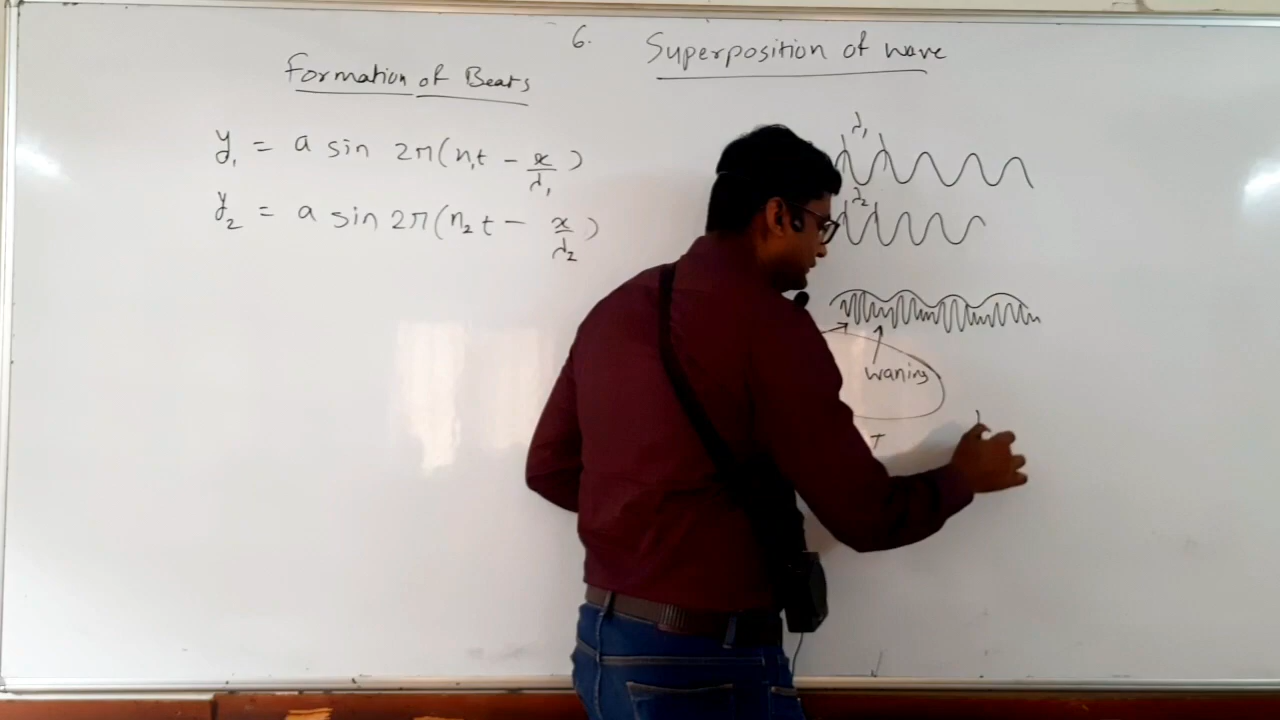 6. Superposition of wave
Formation of Beats
y₁ = a sin 2π(n₁t - x/λ₁)
y₂ = a sin 2π(n₂t - x/λ₂)
λ₁
λ₂
waning
T